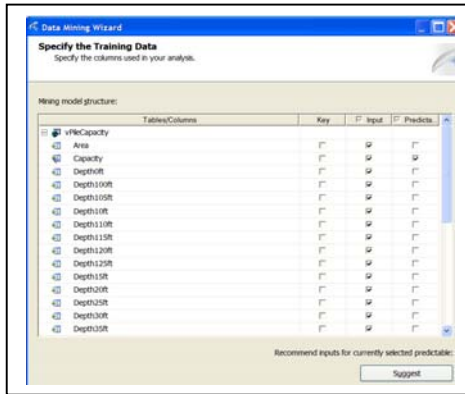 Data Mining Wizard
Specify the Training Data
Specify the columns used in your analysis.
Mining model structure:
Tables/Columns Key Input Predicta...
vPileCapacity
Area
Capacity
Depth0ft
Depth100ft
Depth105ft
Depth10ft
Depth110ft
Depth115ft
Depth120ft
Depth125ft
Depth15ft
Depth20ft
Depth25ft
Depth30ft
Depth35ft
Recommend inputs for currently selected predictable:
Suggest